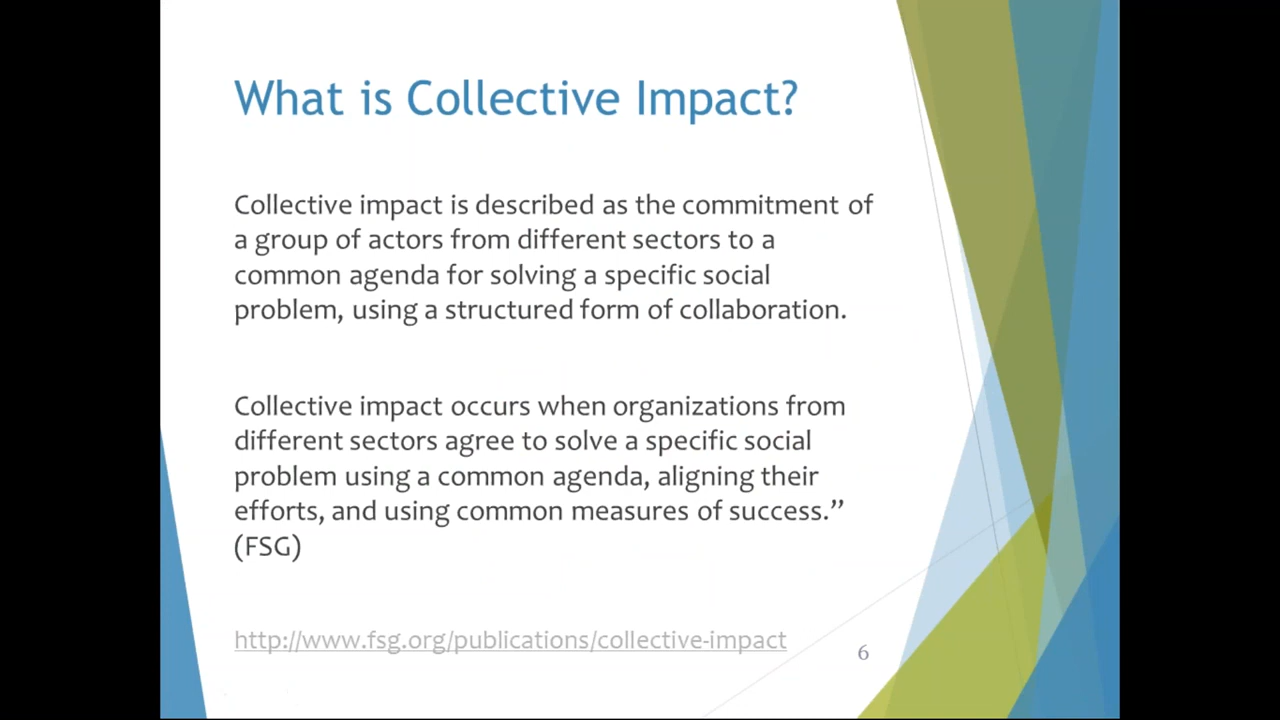 What is Collective Impact?
Collective impact is described as the commitment of
a group of actors from different sectors to a
common agenda for solving a specific social
problem, using a structured form of collaboration.
Collective impact occurs when organizations from
different sectors agree to solve a specific social
problem using a common agenda, aligning their
efforts, and using common measures of success.”
(FSG)
http://www.fsg.org/publications/collective-impact
6